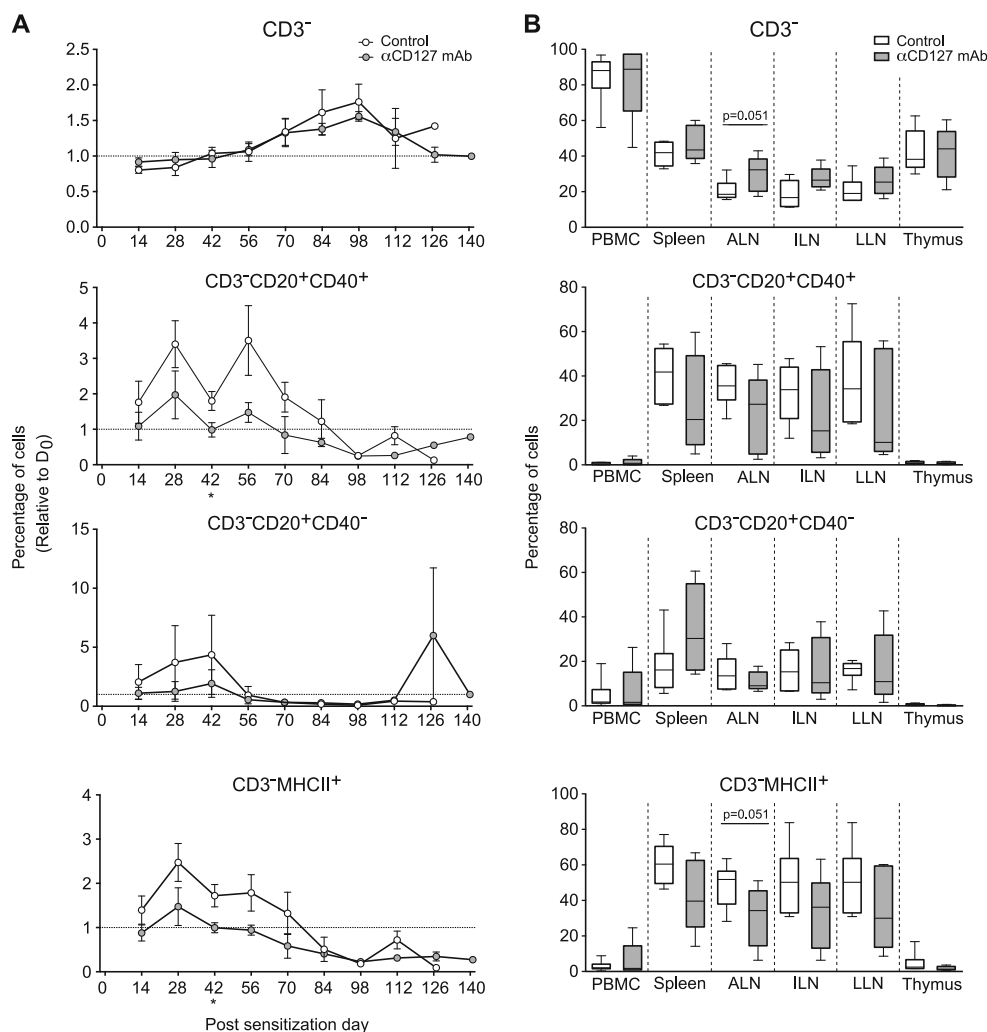 A
CD3⁻
Control
αCD127 mAb
2.5
2.0
1.5
1.0
0.5
0.0
0 14 28 42 56 70 84 98 112 126 140
CD3⁻CD20⁺CD40⁺
5
4
3
2
1
0
0 14 28 42 56 70 84 98 112 126 140
*
CD3⁻CD20⁺CD40⁻
15
10
5
0
0 14 28 42 56 70 84 98 112 126 140
CD3⁻MHCII⁺
4
3
2
1
0
0 14 28 42 56 70 84 98 112 126 140
*
Percentage of cells
(Relative to D0)
Post sensitization day
B
CD3⁻
Control
αCD127 mAb
p=0.051
100
80
60
40
20
0
PBMC Spleen ALN ILN LLN Thymus
CD3⁻CD20⁺CD40⁺
80
60
40
20
0
PBMC Spleen ALN ILN LLN Thymus
CD3⁻CD20⁺CD40⁻
80
60
40
20
0
PBMC Spleen ALN ILN LLN Thymus
CD3⁻MHCII⁺
p=0.051
100
80
60
40
20
0
PBMC Spleen ALN ILN LLN Thymus
Percentage of cells